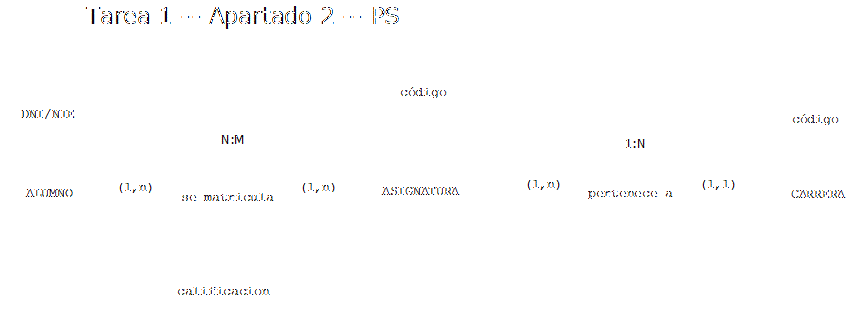 Tarea 1 -- Apartado 2 -- PS
código
DNI/NIE
código
N:M
1:N
ALUMNO
(1,n)
se matricula
(1,n)
ASIGNATURA
(1,n)
pertenece a
(1,1)
CARRERA
calificacion